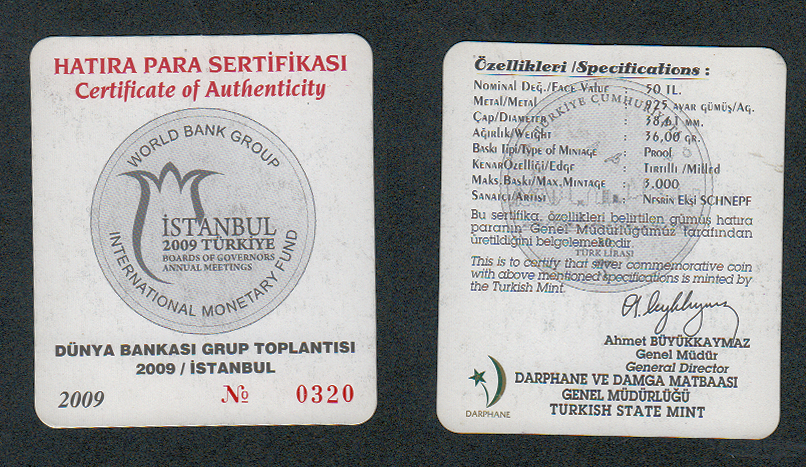 HATIRA PARA SERTİFİKASI
Certificate of Authenticity
WORLD BANK GROUP
İSTANBUL
2009 TÜRKİYE
BOARDS OF GOVERNORS
ANNUAL MEETINGS
INTERNATIONAL MONETARY FUND
DÜNYA BANKASI GRUP TOPLANTISI
2009 / İSTANBUL
2009 № 0320
Özellikleri /Specifications :
Nominal Değ./Face Value : 50 TL.
Metal/Metal : 925 ayar gümüş/Ag.
Çap/Diameter : 38,61 mm.
Ağırlık/Weight : 36,00 gr.
Baskı Tipi/Type of Mintage : Proof
Kenar Özelliği/Edge : Tırtıllı /Milled
Maks. Baskı/Max. Mintage : 3.000
Sanatçı/Artist : Nesrin Ekşi SCHNEPF
Bu sertifika, özellikleri belirtilen gümüş hatıra
paranın Genel Müdürlüğümüz tarafından
üretildiğini belgelemektedir.
TÜRK LİRASI
This is to certify that silver commemorative coin
with above mentioned specifications is minted by
the Turkish Mint.
Ahmet BÜYÜKKAYMAZ
Genel Müdür
General Director
DARPHANE VE DAMGA MATBAASI
GENEL MÜDÜRLÜĞÜ
TURKISH STATE MINT
DARPHANE